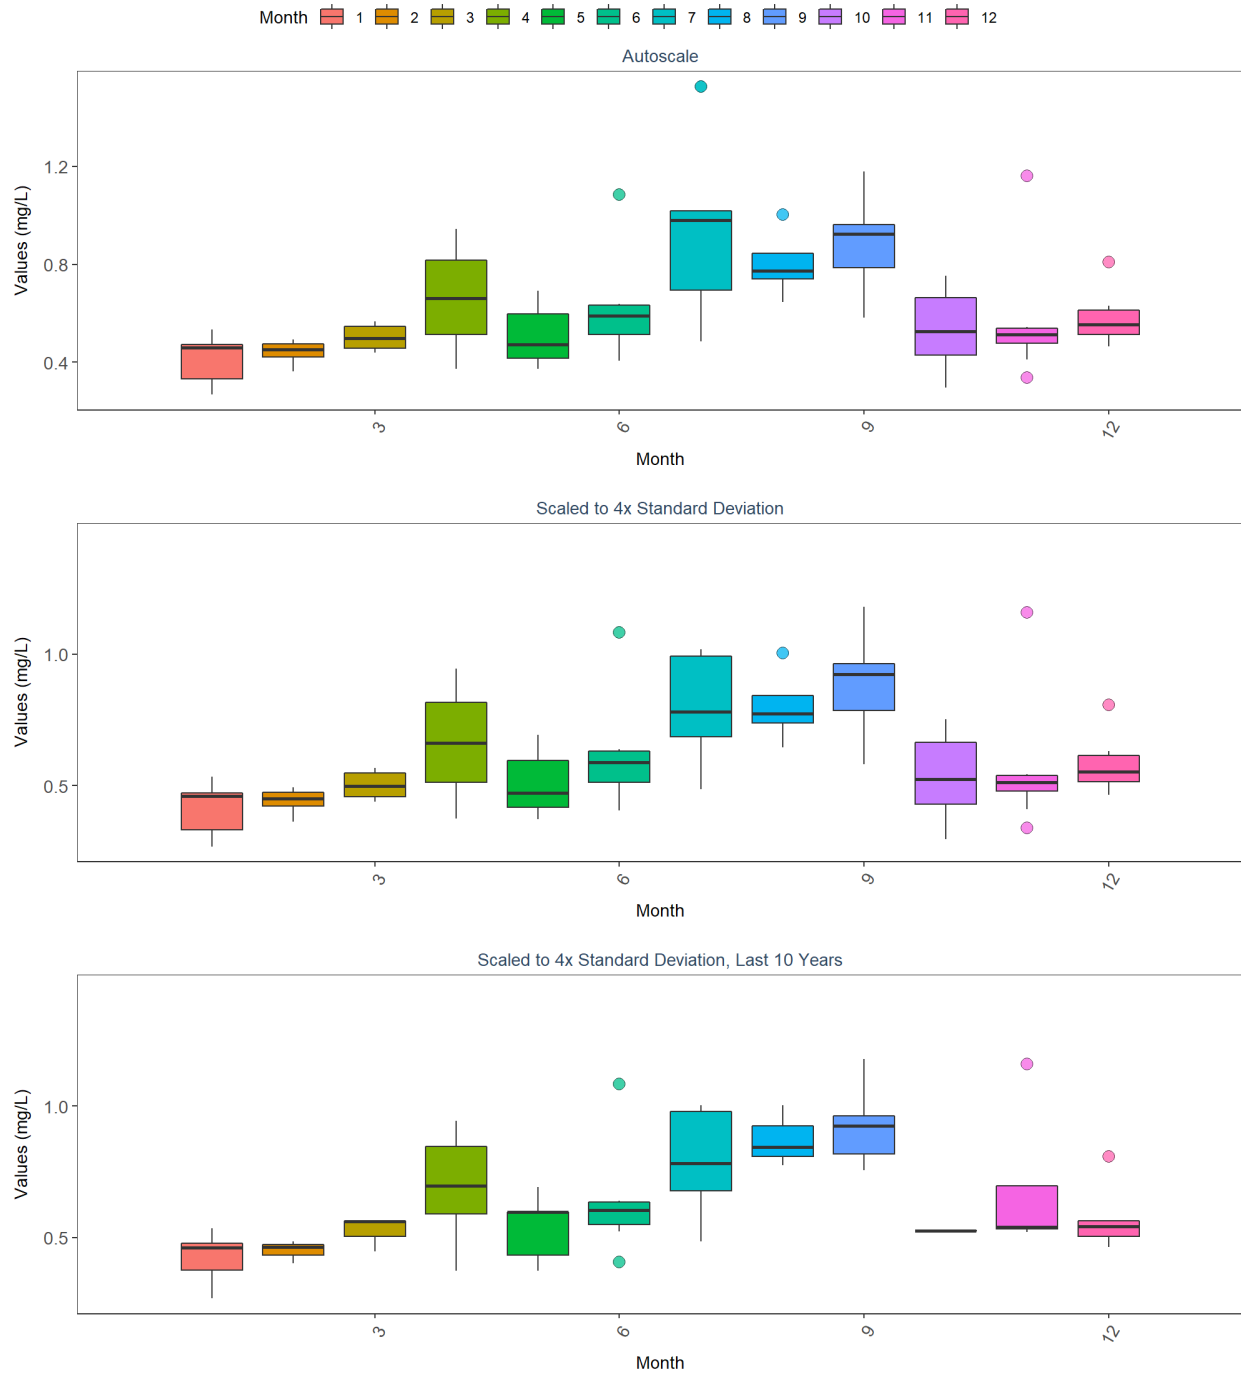 Month 1 2 3 4 5 6 7 8 9 10 11 12
Autoscale
Values (mg/L)
1.2
0.8
0.4
3 6 9 12
Month
Scaled to 4x Standard Deviation
Values (mg/L)
1.0
0.5
3 6 9 12
Month
Scaled to 4x Standard Deviation, Last 10 Years
Values (mg/L)
1.0
0.5
3 6 9 12
Month